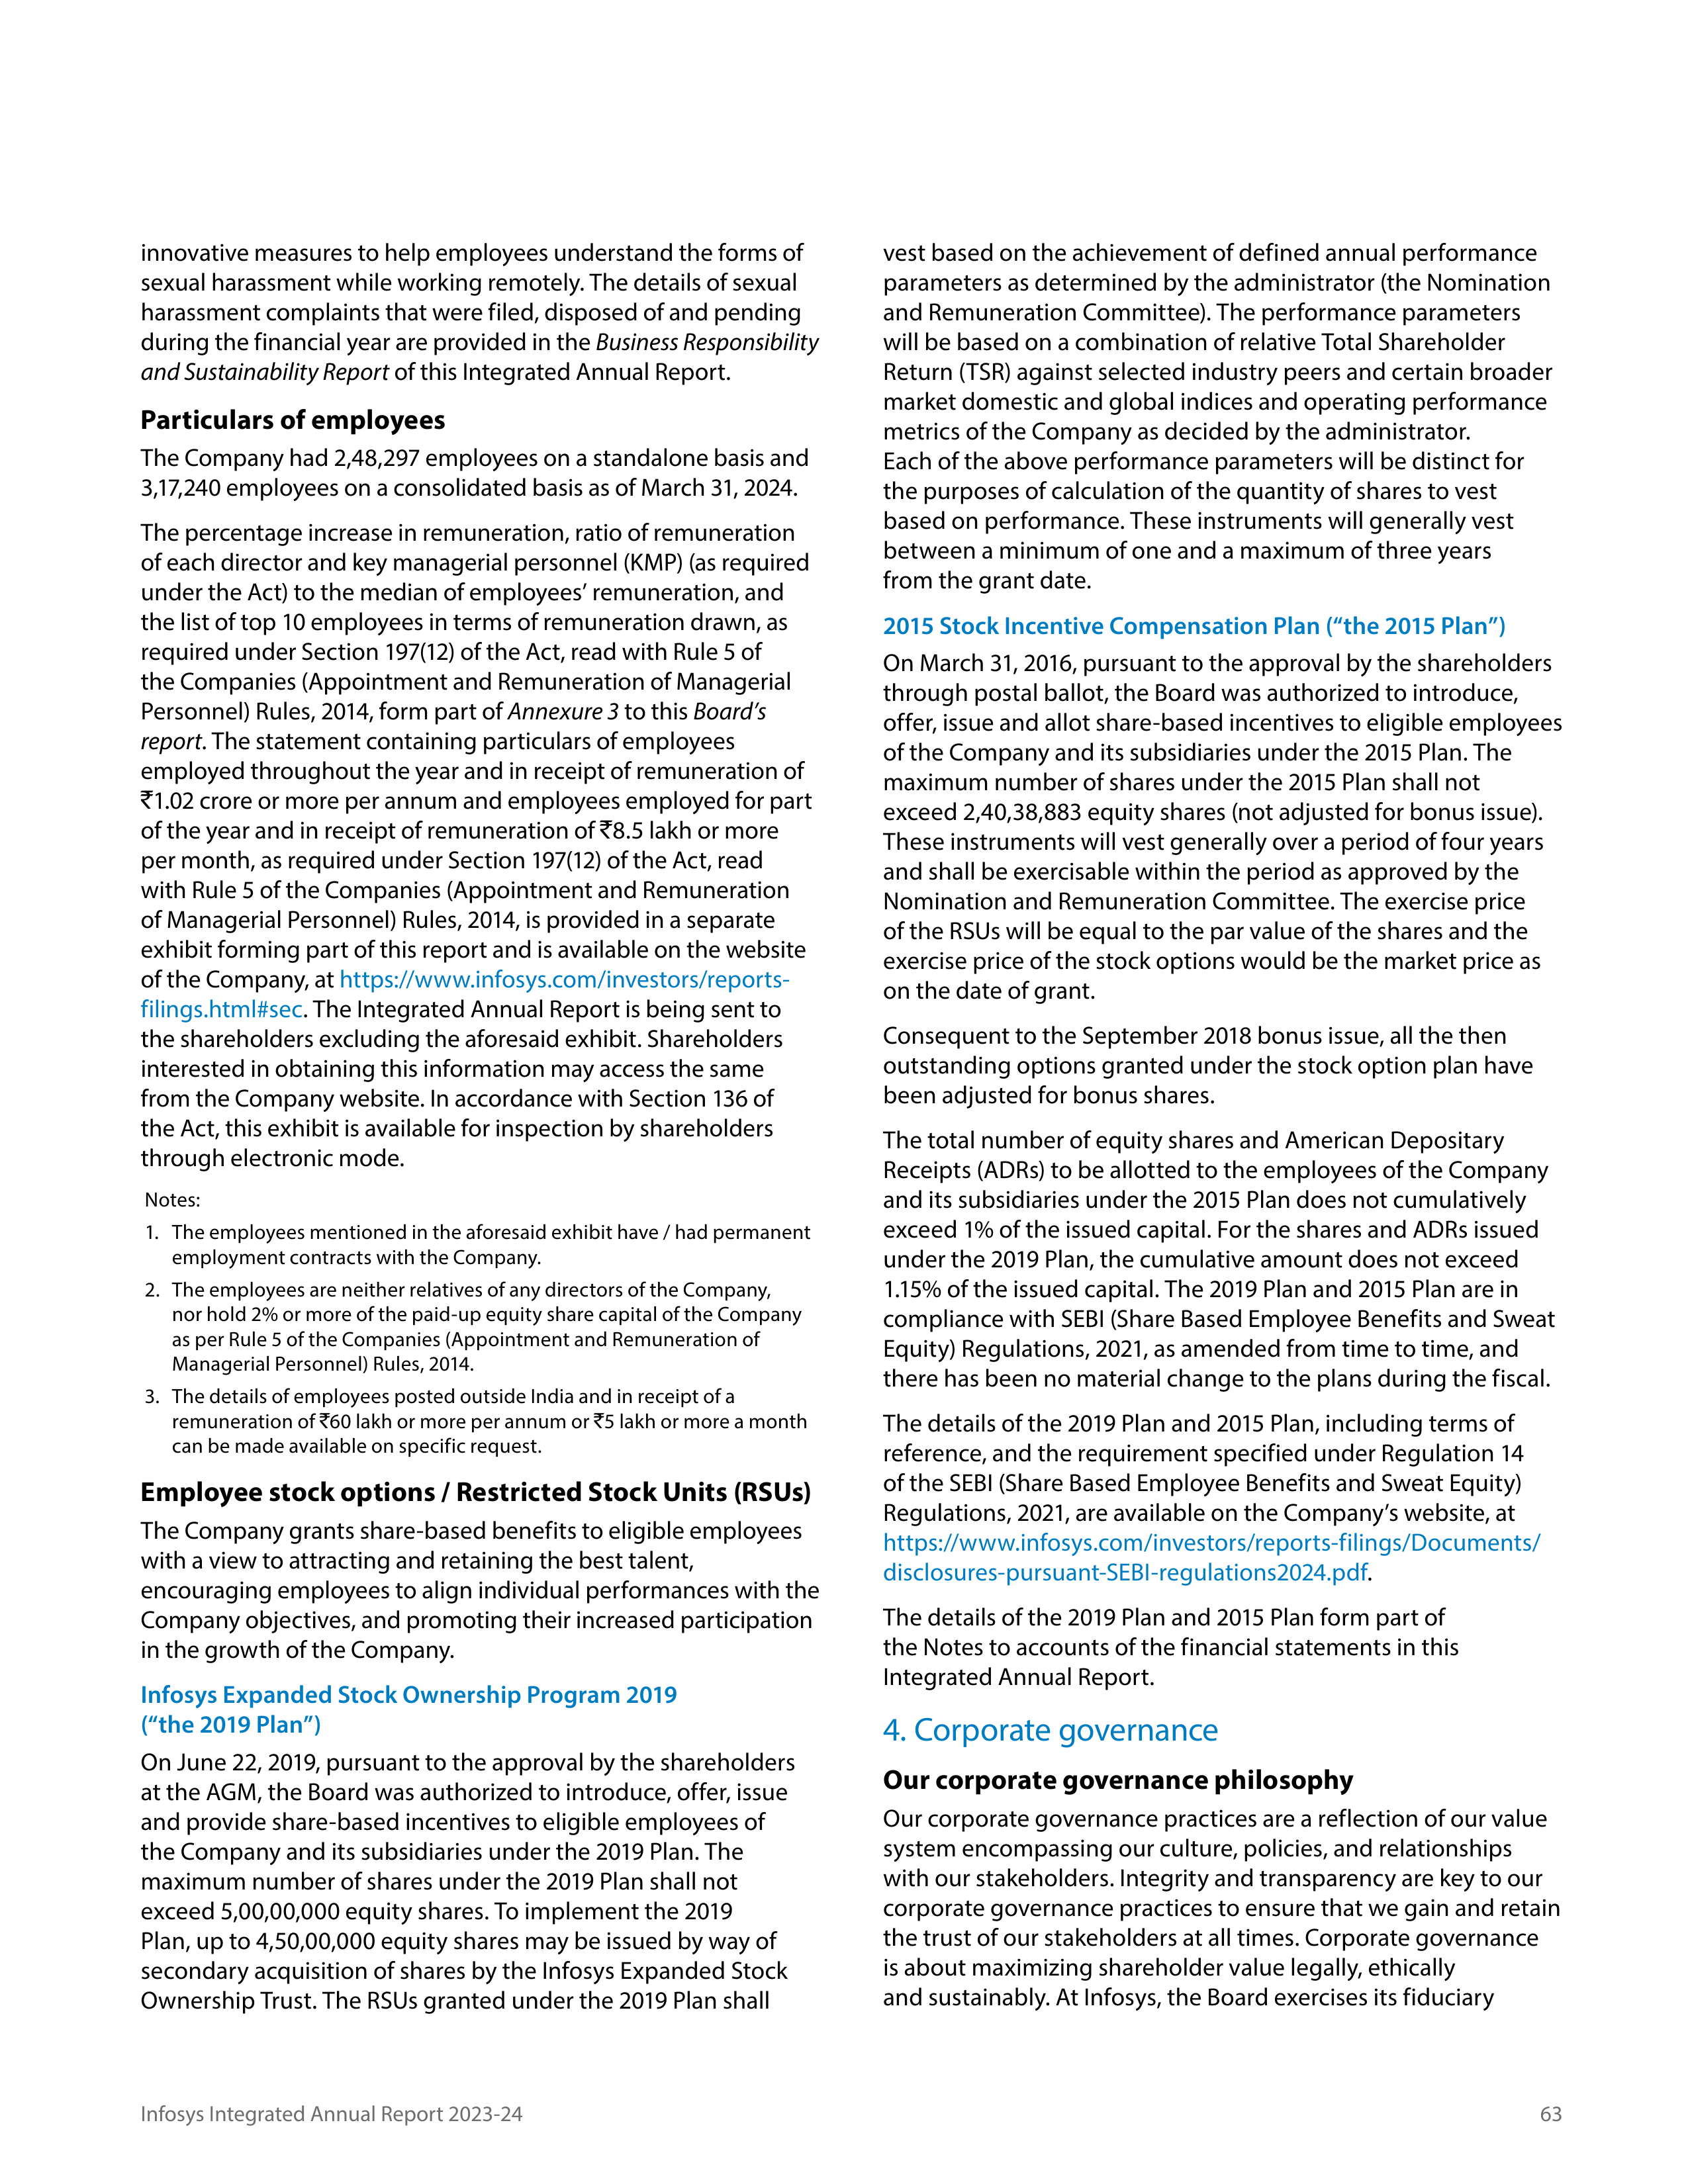 innovative measures to help employees understand the forms of
sexual harassment while working remotely. The details of sexual
harassment complaints that were filed, disposed of and pending
during the financial year are provided in the Business Responsibility
and Sustainability Report of this Integrated Annual Report.
Particulars of employees
The Company had 2,48,297 employees on a standalone basis and
3,17,240 employees on a consolidated basis as of March 31, 2024.
The percentage increase in remuneration, ratio of remuneration
of each director and key managerial personnel (KMP) (as required
under the Act) to the median of employees’ remuneration, and
the list of top 10 employees in terms of remuneration drawn, as
required under Section 197(12) of the Act, read with Rule 5 of
the Companies (Appointment and Remuneration of Managerial
Personnel) Rules, 2014, form part of Annexure 3 to this Board’s
report. The statement containing particulars of employees
employed throughout the year and in receipt of remuneration of
₹1.02 crore or more per annum and employees employed for part
of the year and in receipt of remuneration of ₹8.5 lakh or more
per month, as required under Section 197(12) of the Act, read
with Rule 5 of the Companies (Appointment and Remuneration
of Managerial Personnel) Rules, 2014, is provided in a separate
exhibit forming part of this report and is available on the website
of the Company, at https://www.infosys.com/investors/reports-
filings.html#sec. The Integrated Annual Report is being sent to
the shareholders excluding the aforesaid exhibit. Shareholders
interested in obtaining this information may access the same
from the Company website. In accordance with Section 136 of
the Act, this exhibit is available for inspection by shareholders
through electronic mode.
Notes:
1. The employees mentioned in the aforesaid exhibit have / had permanent
employment contracts with the Company.
2. The employees are neither relatives of any directors of the Company,
nor hold 2% or more of the paid-up equity share capital of the Company
as per Rule 5 of the Companies (Appointment and Remuneration of
Managerial Personnel) Rules, 2014.
3. The details of employees posted outside India and in receipt of a
remuneration of ₹60 lakh or more per annum or ₹5 lakh or more a month
can be made available on specific request.
Employee stock options / Restricted Stock Units (RSUs)
The Company grants share-based benefits to eligible employees
with a view to attracting and retaining the best talent,
encouraging employees to align individual performances with the
Company objectives, and promoting their increased participation
in the growth of the Company.
Infosys Expanded Stock Ownership Program 2019
(“the 2019 Plan”)
On June 22, 2019, pursuant to the approval by the shareholders
at the AGM, the Board was authorized to introduce, offer, issue
and provide share-based incentives to eligible employees of
the Company and its subsidiaries under the 2019 Plan. The
maximum number of shares under the 2019 Plan shall not
exceed 5,00,00,000 equity shares. To implement the 2019
Plan, up to 4,50,00,000 equity shares may be issued by way of
secondary acquisition of shares by the Infosys Expanded Stock
Ownership Trust. The RSUs granted under the 2019 Plan shall
vest based on the achievement of defined annual performance
parameters as determined by the administrator (the Nomination
and Remuneration Committee). The performance parameters
will be based on a combination of relative Total Shareholder
Return (TSR) against selected industry peers and certain broader
market domestic and global indices and operating performance
metrics of the Company as decided by the administrator.
Each of the above performance parameters will be distinct for
the purposes of calculation of the quantity of shares to vest
based on performance. These instruments will generally vest
between a minimum of one and a maximum of three years
from the grant date.
2015 Stock Incentive Compensation Plan (“the 2015 Plan”)
On March 31, 2016, pursuant to the approval by the shareholders
through postal ballot, the Board was authorized to introduce,
offer, issue and allot share-based incentives to eligible employees
of the Company and its subsidiaries under the 2015 Plan. The
maximum number of shares under the 2015 Plan shall not
exceed 2,40,38,883 equity shares (not adjusted for bonus issue).
These instruments will vest generally over a period of four years
and shall be exercisable within the period as approved by the
Nomination and Remuneration Committee. The exercise price
of the RSUs will be equal to the par value of the shares and the
exercise price of the stock options would be the market price as
on the date of grant.
Consequent to the September 2018 bonus issue, all the then
outstanding options granted under the stock option plan have
been adjusted for bonus shares.
The total number of equity shares and American Depositary
Receipts (ADRs) to be allotted to the employees of the Company
and its subsidiaries under the 2015 Plan does not cumulatively
exceed 1% of the issued capital. For the shares and ADRs issued
under the 2019 Plan, the cumulative amount does not exceed
1.15% of the issued capital. The 2019 Plan and 2015 Plan are in
compliance with SEBI (Share Based Employee Benefits and Sweat
Equity) Regulations, 2021, as amended from time to time, and
there has been no material change to the plans during the fiscal.
The details of the 2019 Plan and 2015 Plan, including terms of
reference, and the requirement specified under Regulation 14
of the SEBI (Share Based Employee Benefits and Sweat Equity)
Regulations, 2021, are available on the Company’s website, at
https://www.infosys.com/investors/reports-filings/Documents/
disclosures-pursuant-SEBI-regulations2024.pdf.
The details of the 2019 Plan and 2015 Plan form part of
the Notes to accounts of the financial statements in this
Integrated Annual Report.
4. Corporate governance
Our corporate governance philosophy
Our corporate governance practices are a reflection of our value
system encompassing our culture, policies, and relationships
with our stakeholders. Integrity and transparency are key to our
corporate governance practices to ensure that we gain and retain
the trust of our stakeholders at all times. Corporate governance
is about maximizing shareholder value legally, ethically
and sustainably. At Infosys, the Board exercises its fiduciary
Infosys Integrated Annual Report 2023-24
63